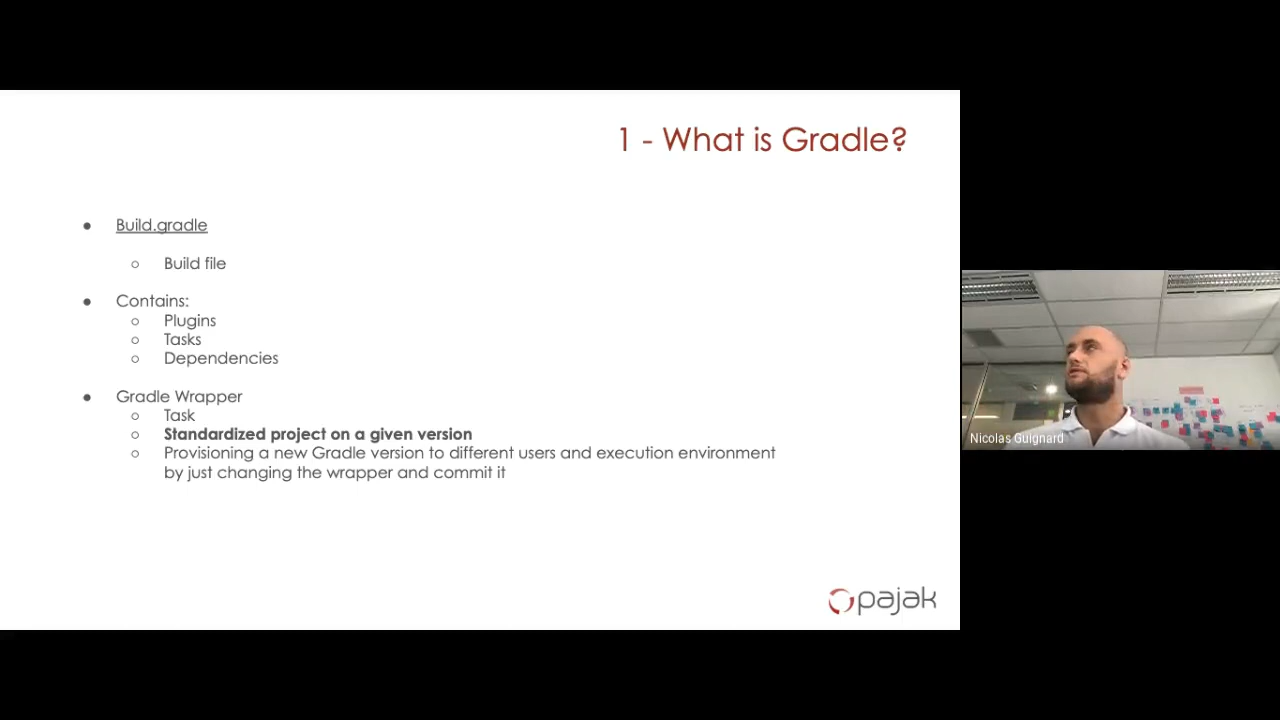 1 - What is Gradle?
Build.gradle
Build file
Contains:
Plugins
Tasks
Dependencies
Gradle Wrapper
Task
Standardized project on a given version
Provisioning a new Gradle version to different users and execution environment
by just changing the wrapper and commit it
pajak
Nicolas Guignard